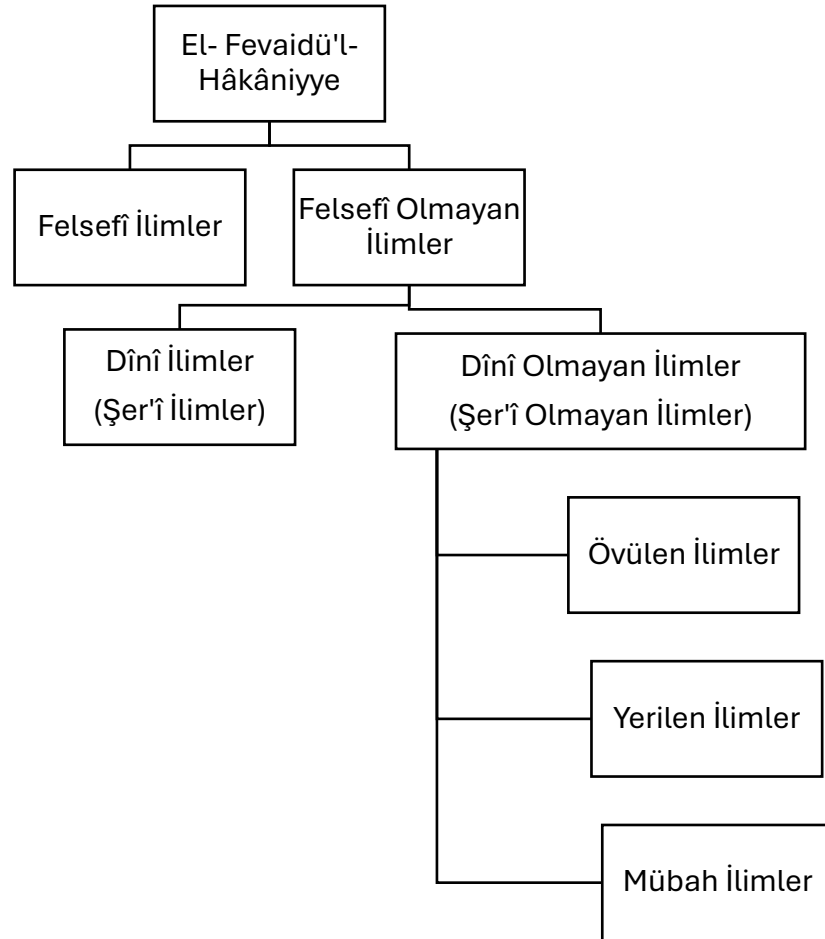 El- Fevaidü'l-
Hâkâniyye
Felsefî İlimler
Felsefî Olmayan
İlimler
Dînî İlimler
(Şer'î İlimler)
Dînî Olmayan İlimler
(Şer'î Olmayan İlimler)
Övülen İlimler
Yerilen İlimler
Mübah İlimler